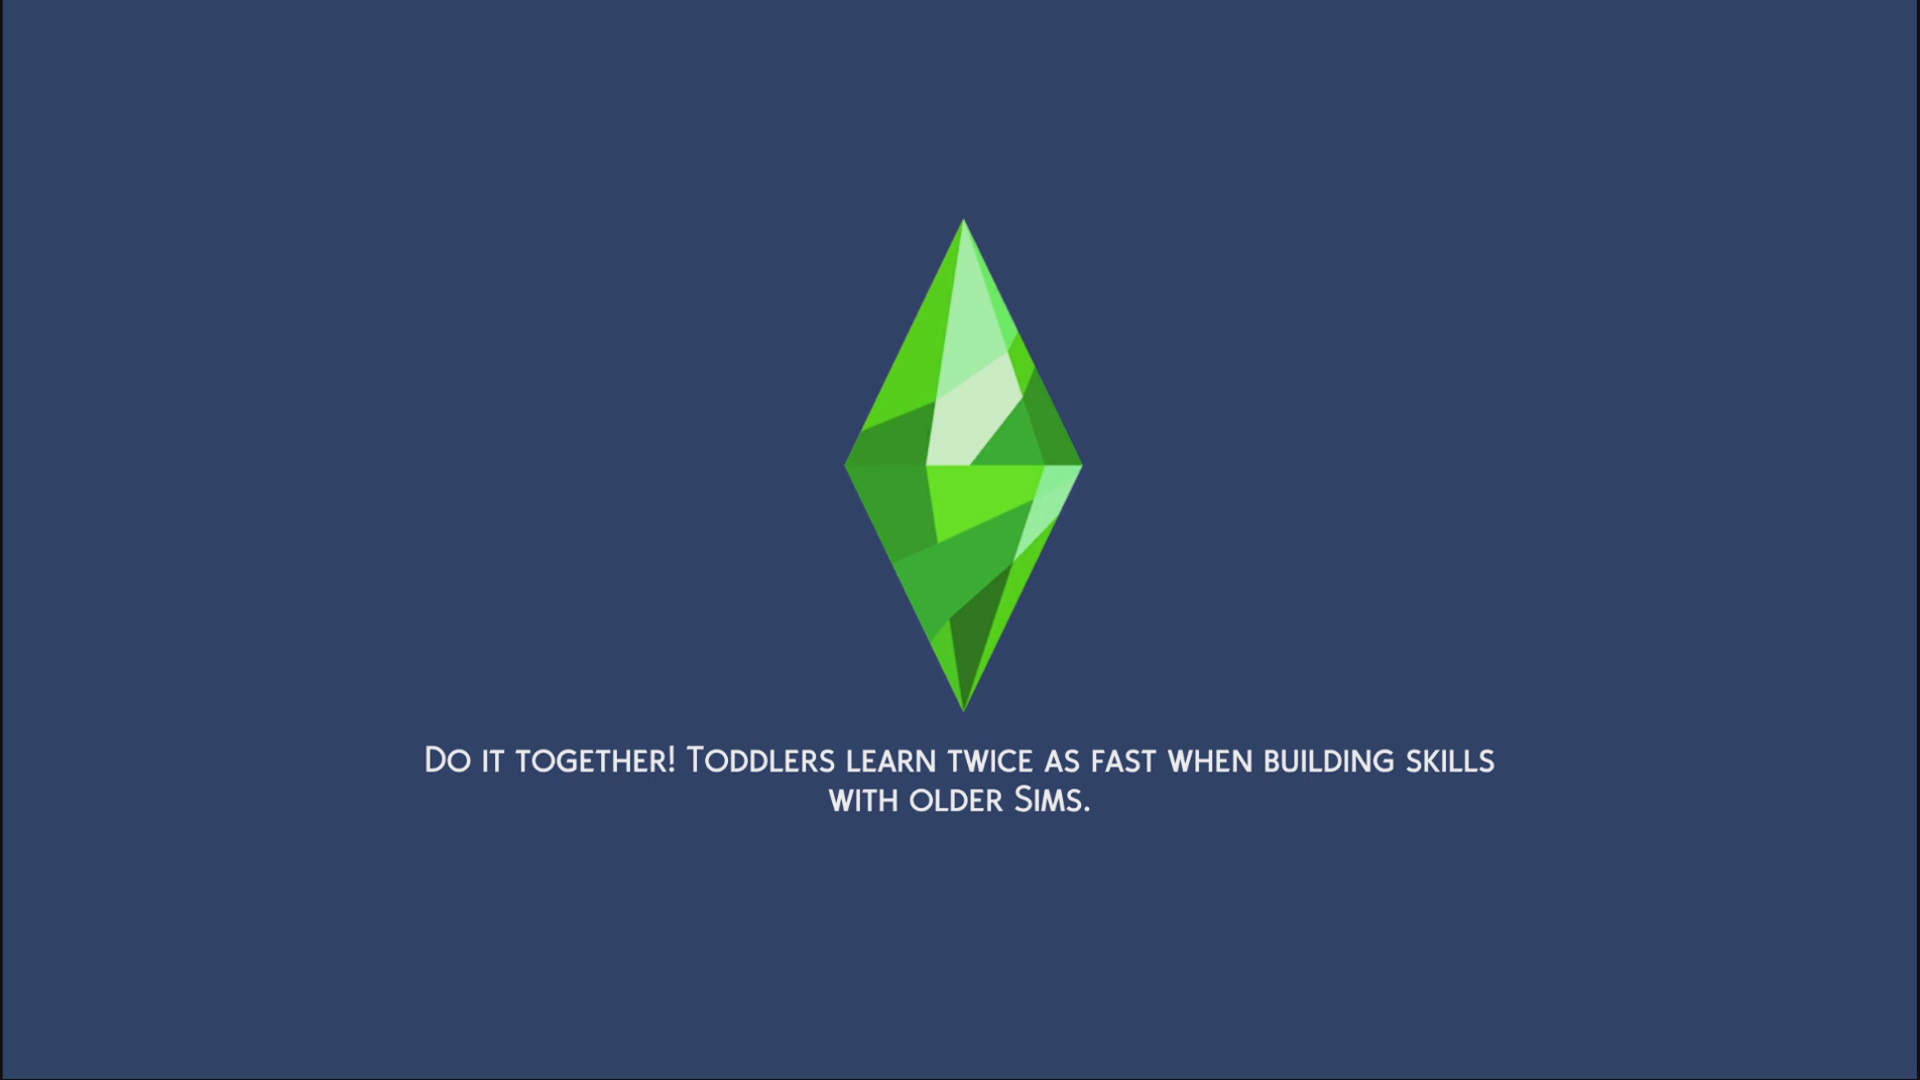 Do it together! Toddlers learn twice as fast when building skills
with older Sims.